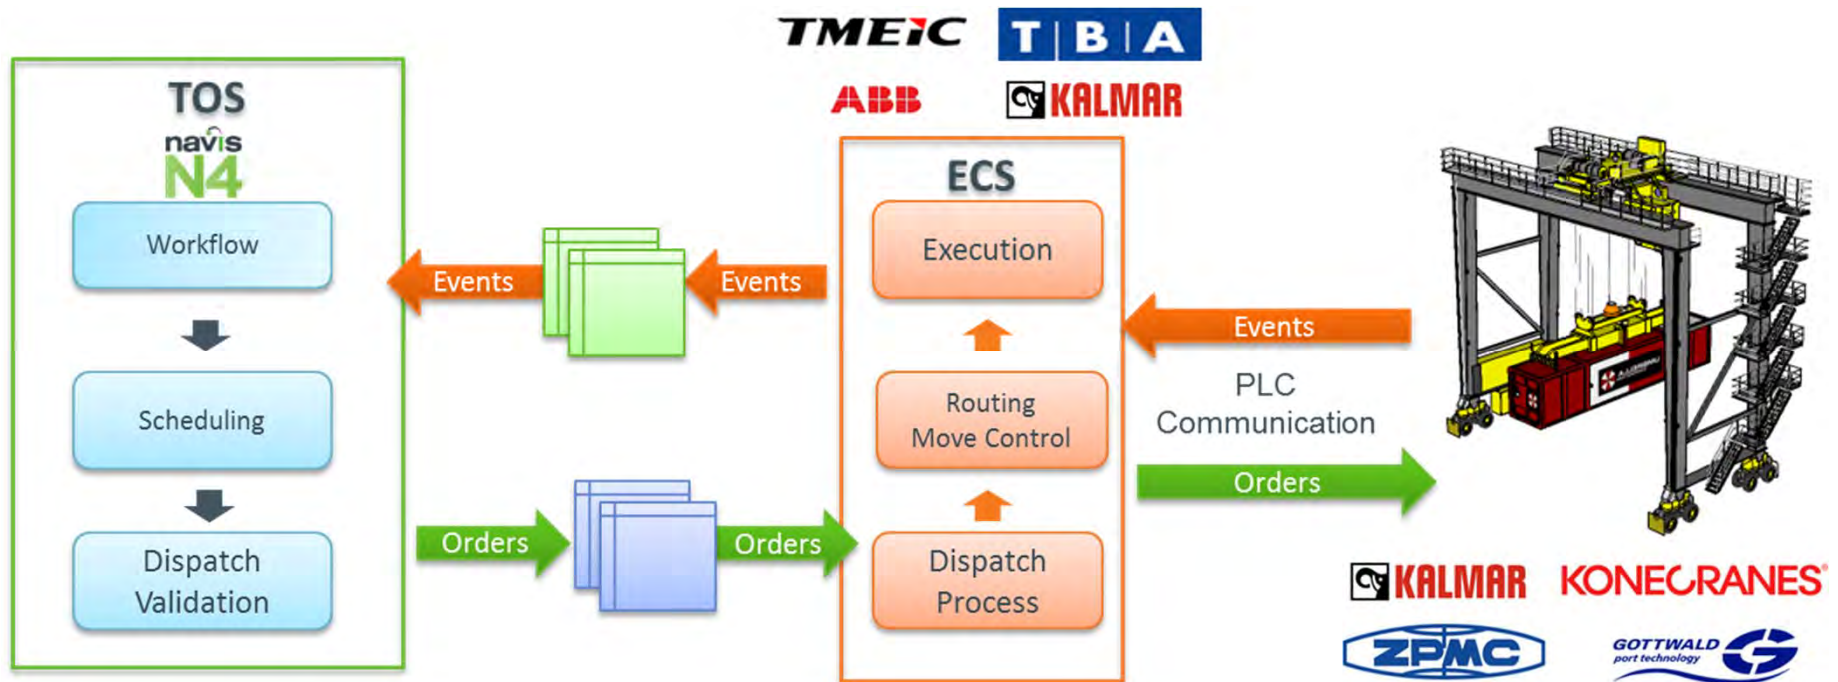 TMEIC
T B A
ABB
KALMAR
TOS
navis
N4
Workflow
Scheduling
Dispatch
Validation
Events
Events
Orders
Orders
ECS
Execution
Routing
Move Control
Dispatch
Process
Events
PLC
Communication
Orders
KALMAR
KONECRANES®
ZPMC
GOTTWALD
port technology
G